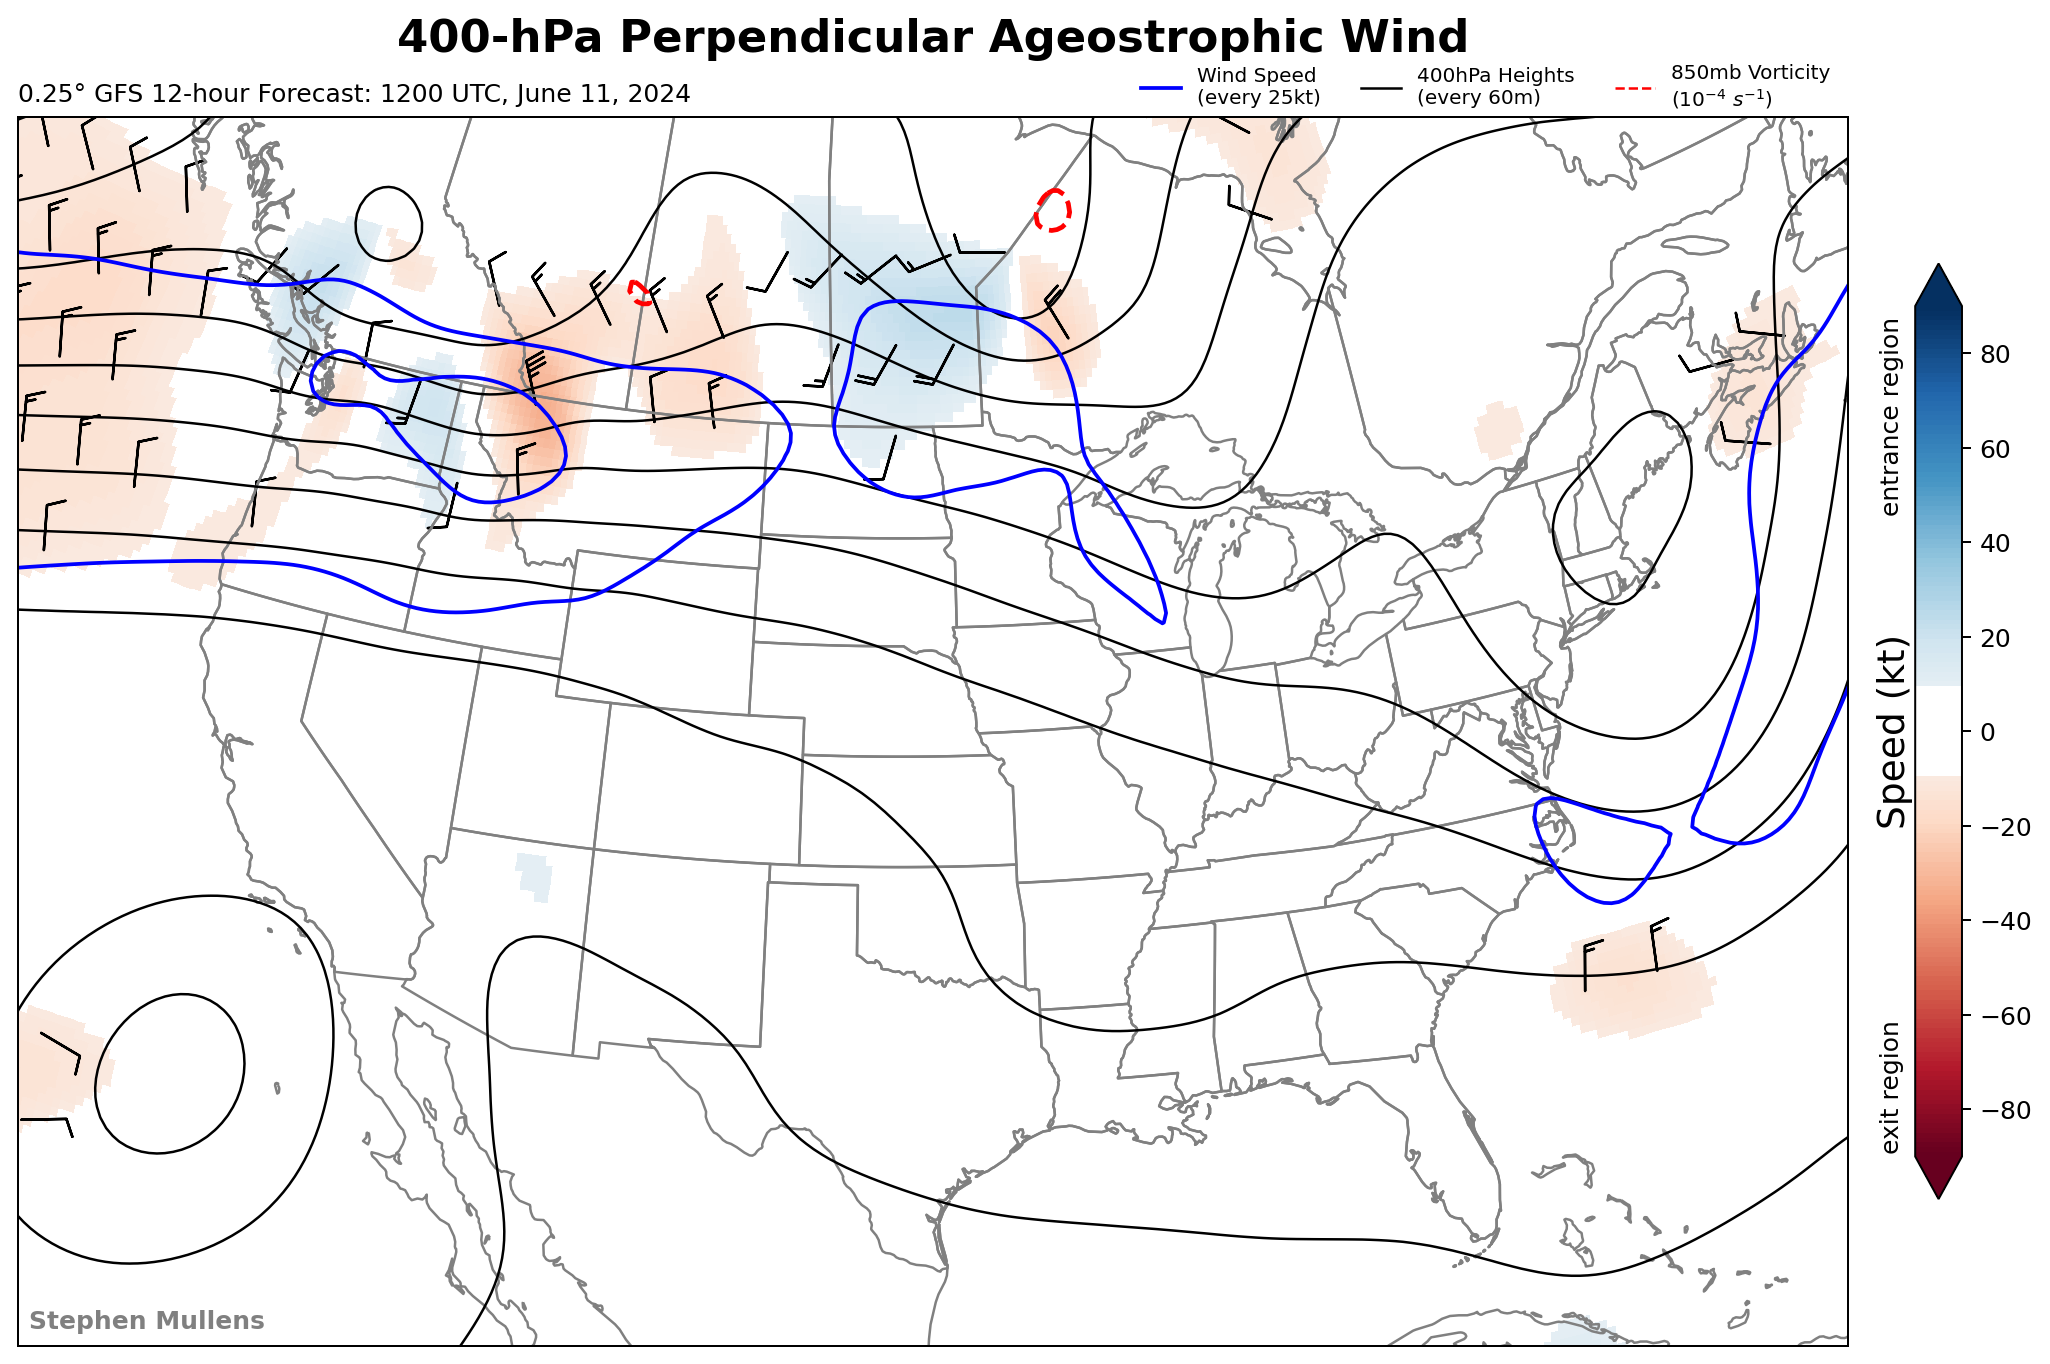 400-hPa Perpendicular Ageostrophic Wind
0.25° GFS 12-hour Forecast: 1200 UTC, June 11, 2024
Wind Speed
(every 25kt)
400hPa Heights
(every 60m)
850mb Vorticity
(10⁻⁴ s⁻¹)
entrance region
Speed (kt)
exit region
80
60
40
20
0
−20
−40
−60
−80
Stephen Mullens